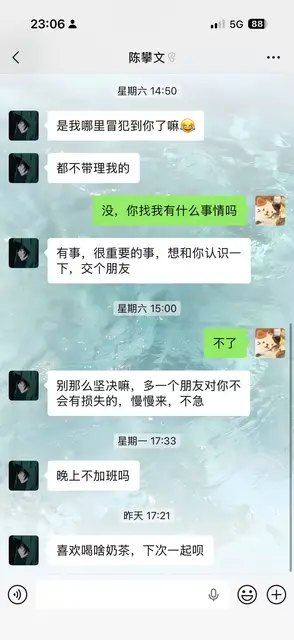 23:06
5G
88
陈攀文
星期六 14:50
是我哪里冒犯到你了嘛😂
都不带理我的
没，你找我有什么事情吗
有事，很重要的事，想和你认识一
下，交个朋友
星期六 15:00
不了
别那么坚决嘛，多一个朋友对你不
会有损失的，慢慢来，不急
星期一 17:33
晚上不加班吗
昨天 17:21
喜欢喝啥奶茶，下次一起呗